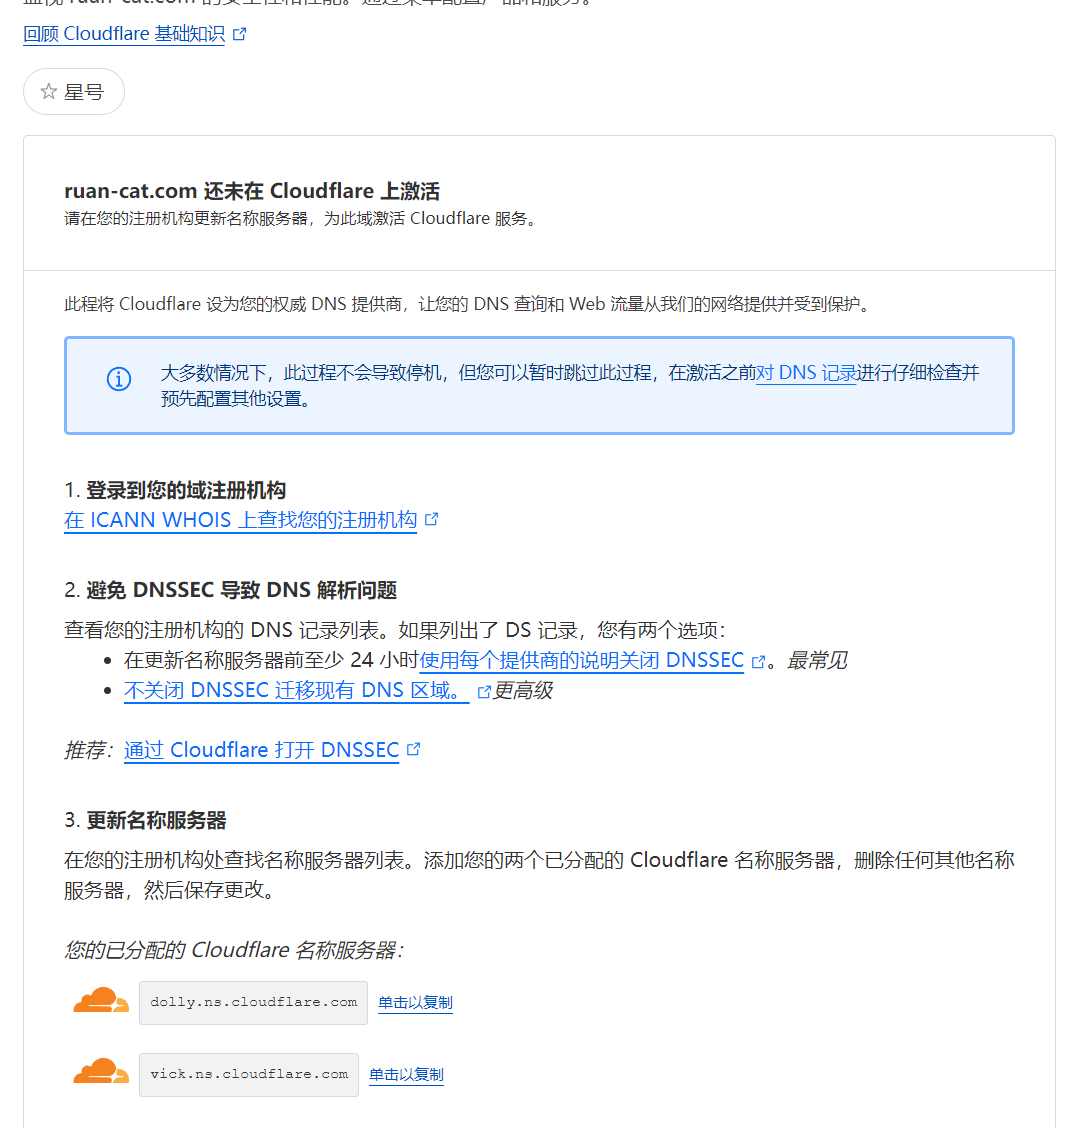 回顾 Cloudflare 基础知识
星号
ruan-cat.com 还未在 Cloudflare 上激活
请在您的注册机构更新名称服务器，为此域激活 Cloudflare 服务。
此程将 Cloudflare 设为您的权威 DNS 提供商，让您的 DNS 查询和 Web 流量从我们的网络提供并受到保护。
大多数情况下，此过程不会导致停机，但您可以暂时跳过此过程，在激活之前对 DNS 记录进行仔细检查并
预先配置其他设置。
1. 登录到您的域注册机构
在 ICANN WHOIS 上查找您的注册机构
2. 避免 DNSSEC 导致 DNS 解析问题
查看您的注册机构的 DNS 记录列表。如果列出了 DS 记录，您有两个选项：
• 在更新名称服务器前至少 24 小时使用每个提供商的说明关闭 DNSSEC 。最常见
• 不关闭 DNSSEC 迁移现有 DNS 区域。 更高级
推荐：通过 Cloudflare 打开 DNSSEC
3. 更新名称服务器
在您的注册机构处查找名称服务器列表。添加您的两个已分配的 Cloudflare 名称服务器，删除任何其他名称
服务器，然后保存更改。
您的已分配的 Cloudflare 名称服务器：
dolly.ns.cloudflare.com 单击以复制
vick.ns.cloudflare.com 单击以复制